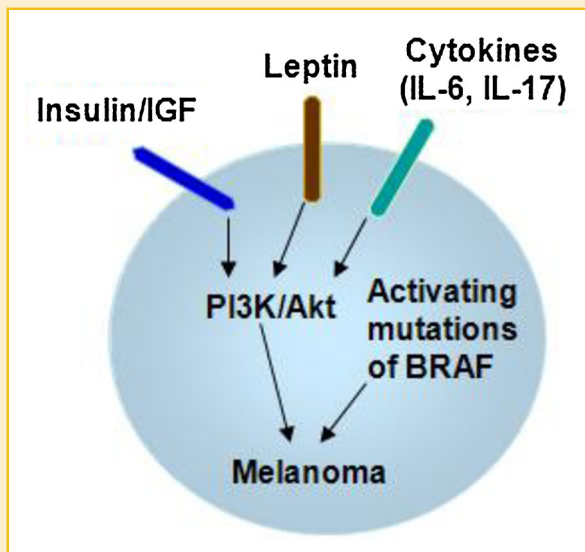 Cytokines
(IL-6, IL-17)
Leptin
Insulin/IGF
PI3K/Akt
Activating
mutations
of BRAF
Melanoma